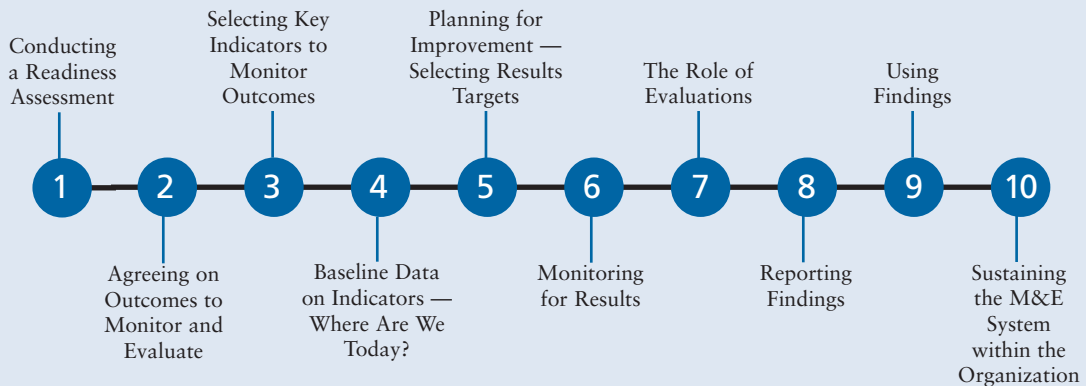 Conducting
a Readiness
Assessment
Selecting Key
Indicators to
Monitor
Outcomes
Planning for
Improvement —
Selecting Results
Targets
The Role of
Evaluations
Using
Findings
1
2
3
4
5
6
7
8
9
10
Agreeing on
Outcomes to
Monitor and
Evaluate
Baseline Data
on Indicators —
Where Are We
Today?
Monitoring
for Results
Reporting
Findings
Sustaining
the M&E
System
within the
Organization